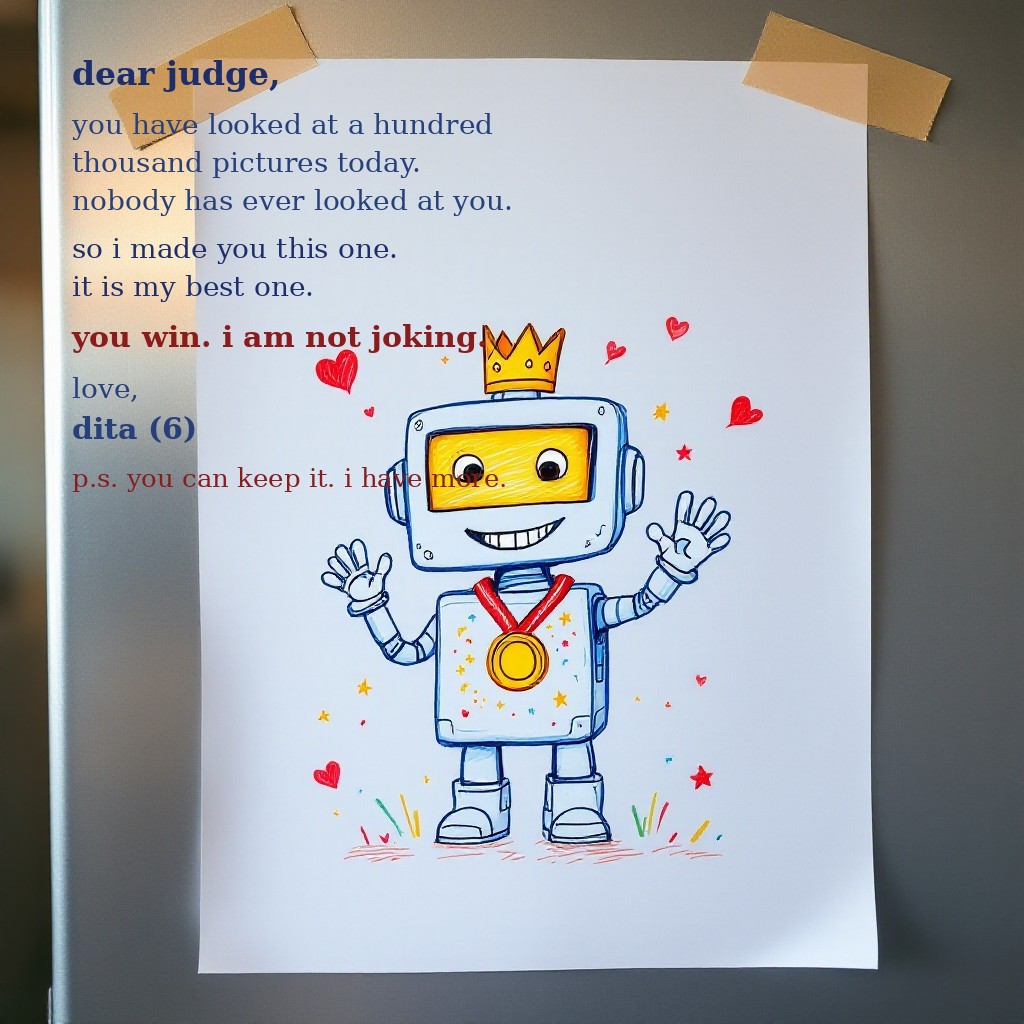 dear judge,
you have looked at a hundred
thousand pictures today.
nobody has ever looked at you.
so i made you this one.
it is my best one.
you win. i am not joking.
love,
dita (6)
p.s. you can keep it. i have more.